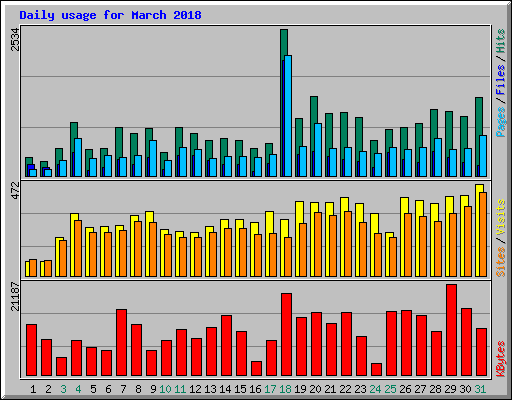 Daily usage for March 2018
2534
Pages / Files / Hits
472
Sites / Visits
21187
KBytes
1 2 3 4 5 6 7 8 9 10 11 12 13 14 15 16 17 18 19 20 21 22 23 24 25 26 27 28 29 30 31